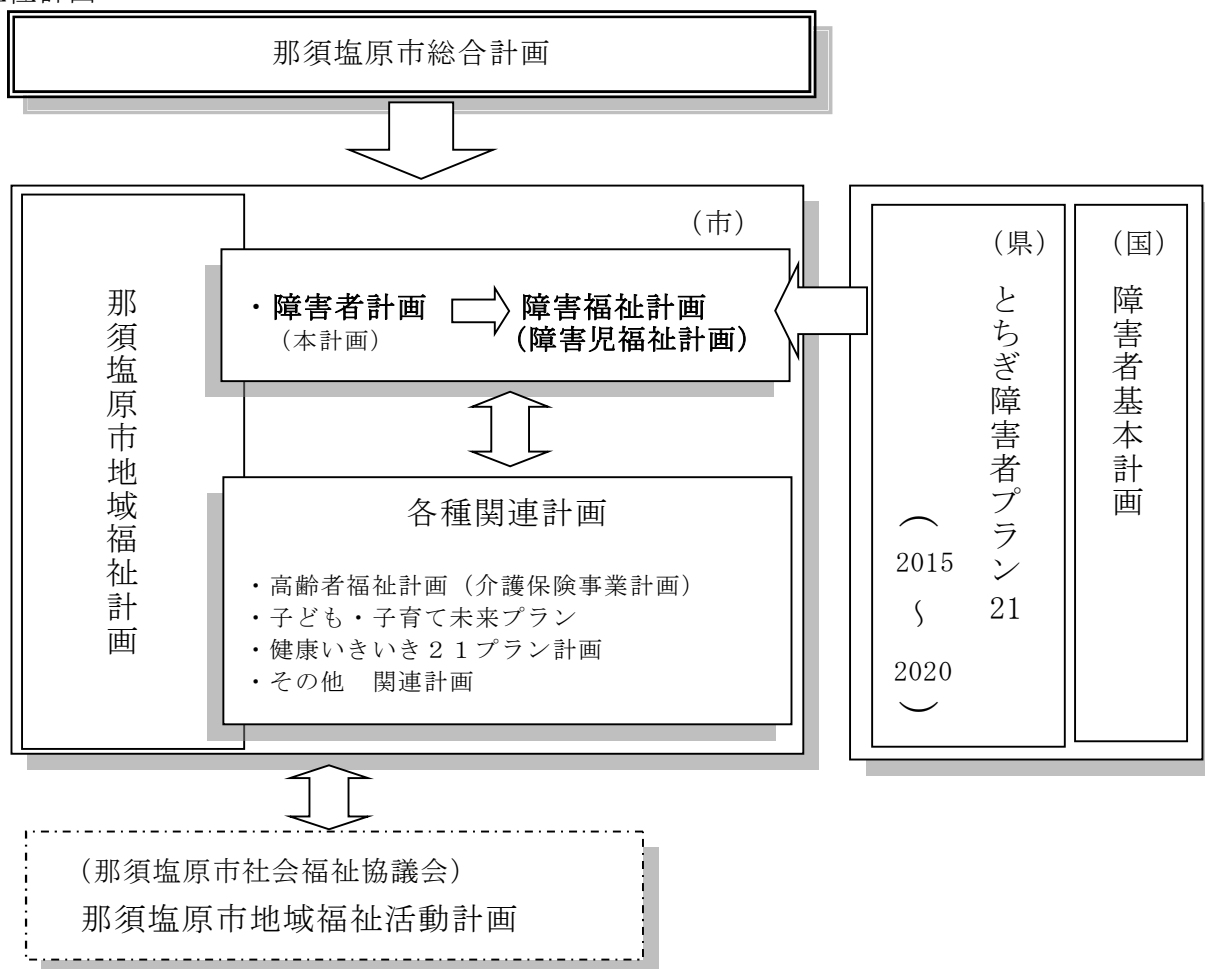 那須塩原市総合計画
（市）
那須塩原市地域福祉計画
・障害者計画
（本計画）
障害福祉計画
(障害児福祉計画)
各種関連計画
・高齢者福祉計画（介護保険事業計画）
・子ども・子育て未来プラン
・健康いきいき２１プラン計画
・その他　関連計画
（国）
障害者基本計画
（県）
とちぎ障害者プラン21
（2015～2020）
（那須塩原市社会福祉協議会）
那須塩原市地域福祉活動計画